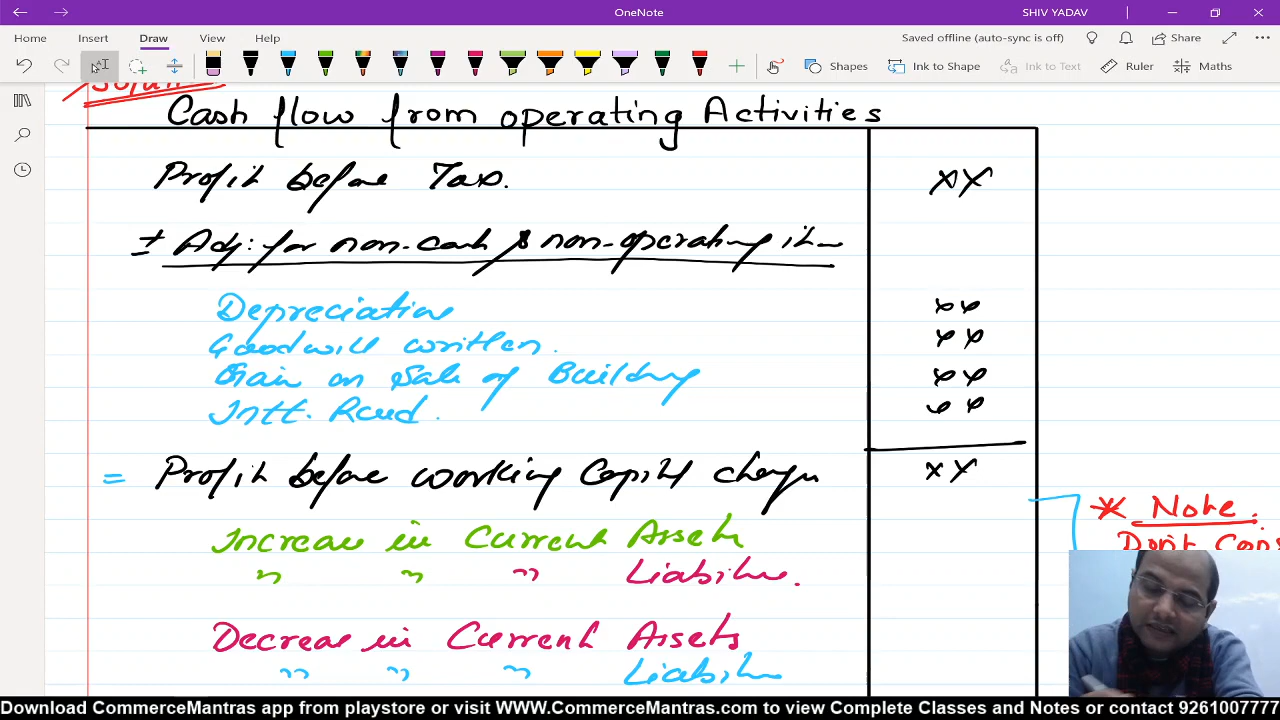 OneNote
SHIV YADAV
Home Insert Draw View Help
Saved offline (auto-sync is off)
Share
Shapes
Ink to Shape
Ink to Text
Ruler
Maths
Solution
Cash flow from operating Activities
Profit before Tax. XX
± Adj: for non-cash & non-operating item
Depreciation XX
Goodwill written. XX
Gain on Sale of Building XX
Intt. Rcud. XX
= Profit before working Capital changes XX
* Note.
Don't Cons
Increase in Current Assets
" " " Liabilities.
Decrease in Current Assets
" " " Liabilities
Download CommerceMantras app from playstore or visit WWW.CommerceMantras.com to view Complete Classes and Notes or contact 9261007777